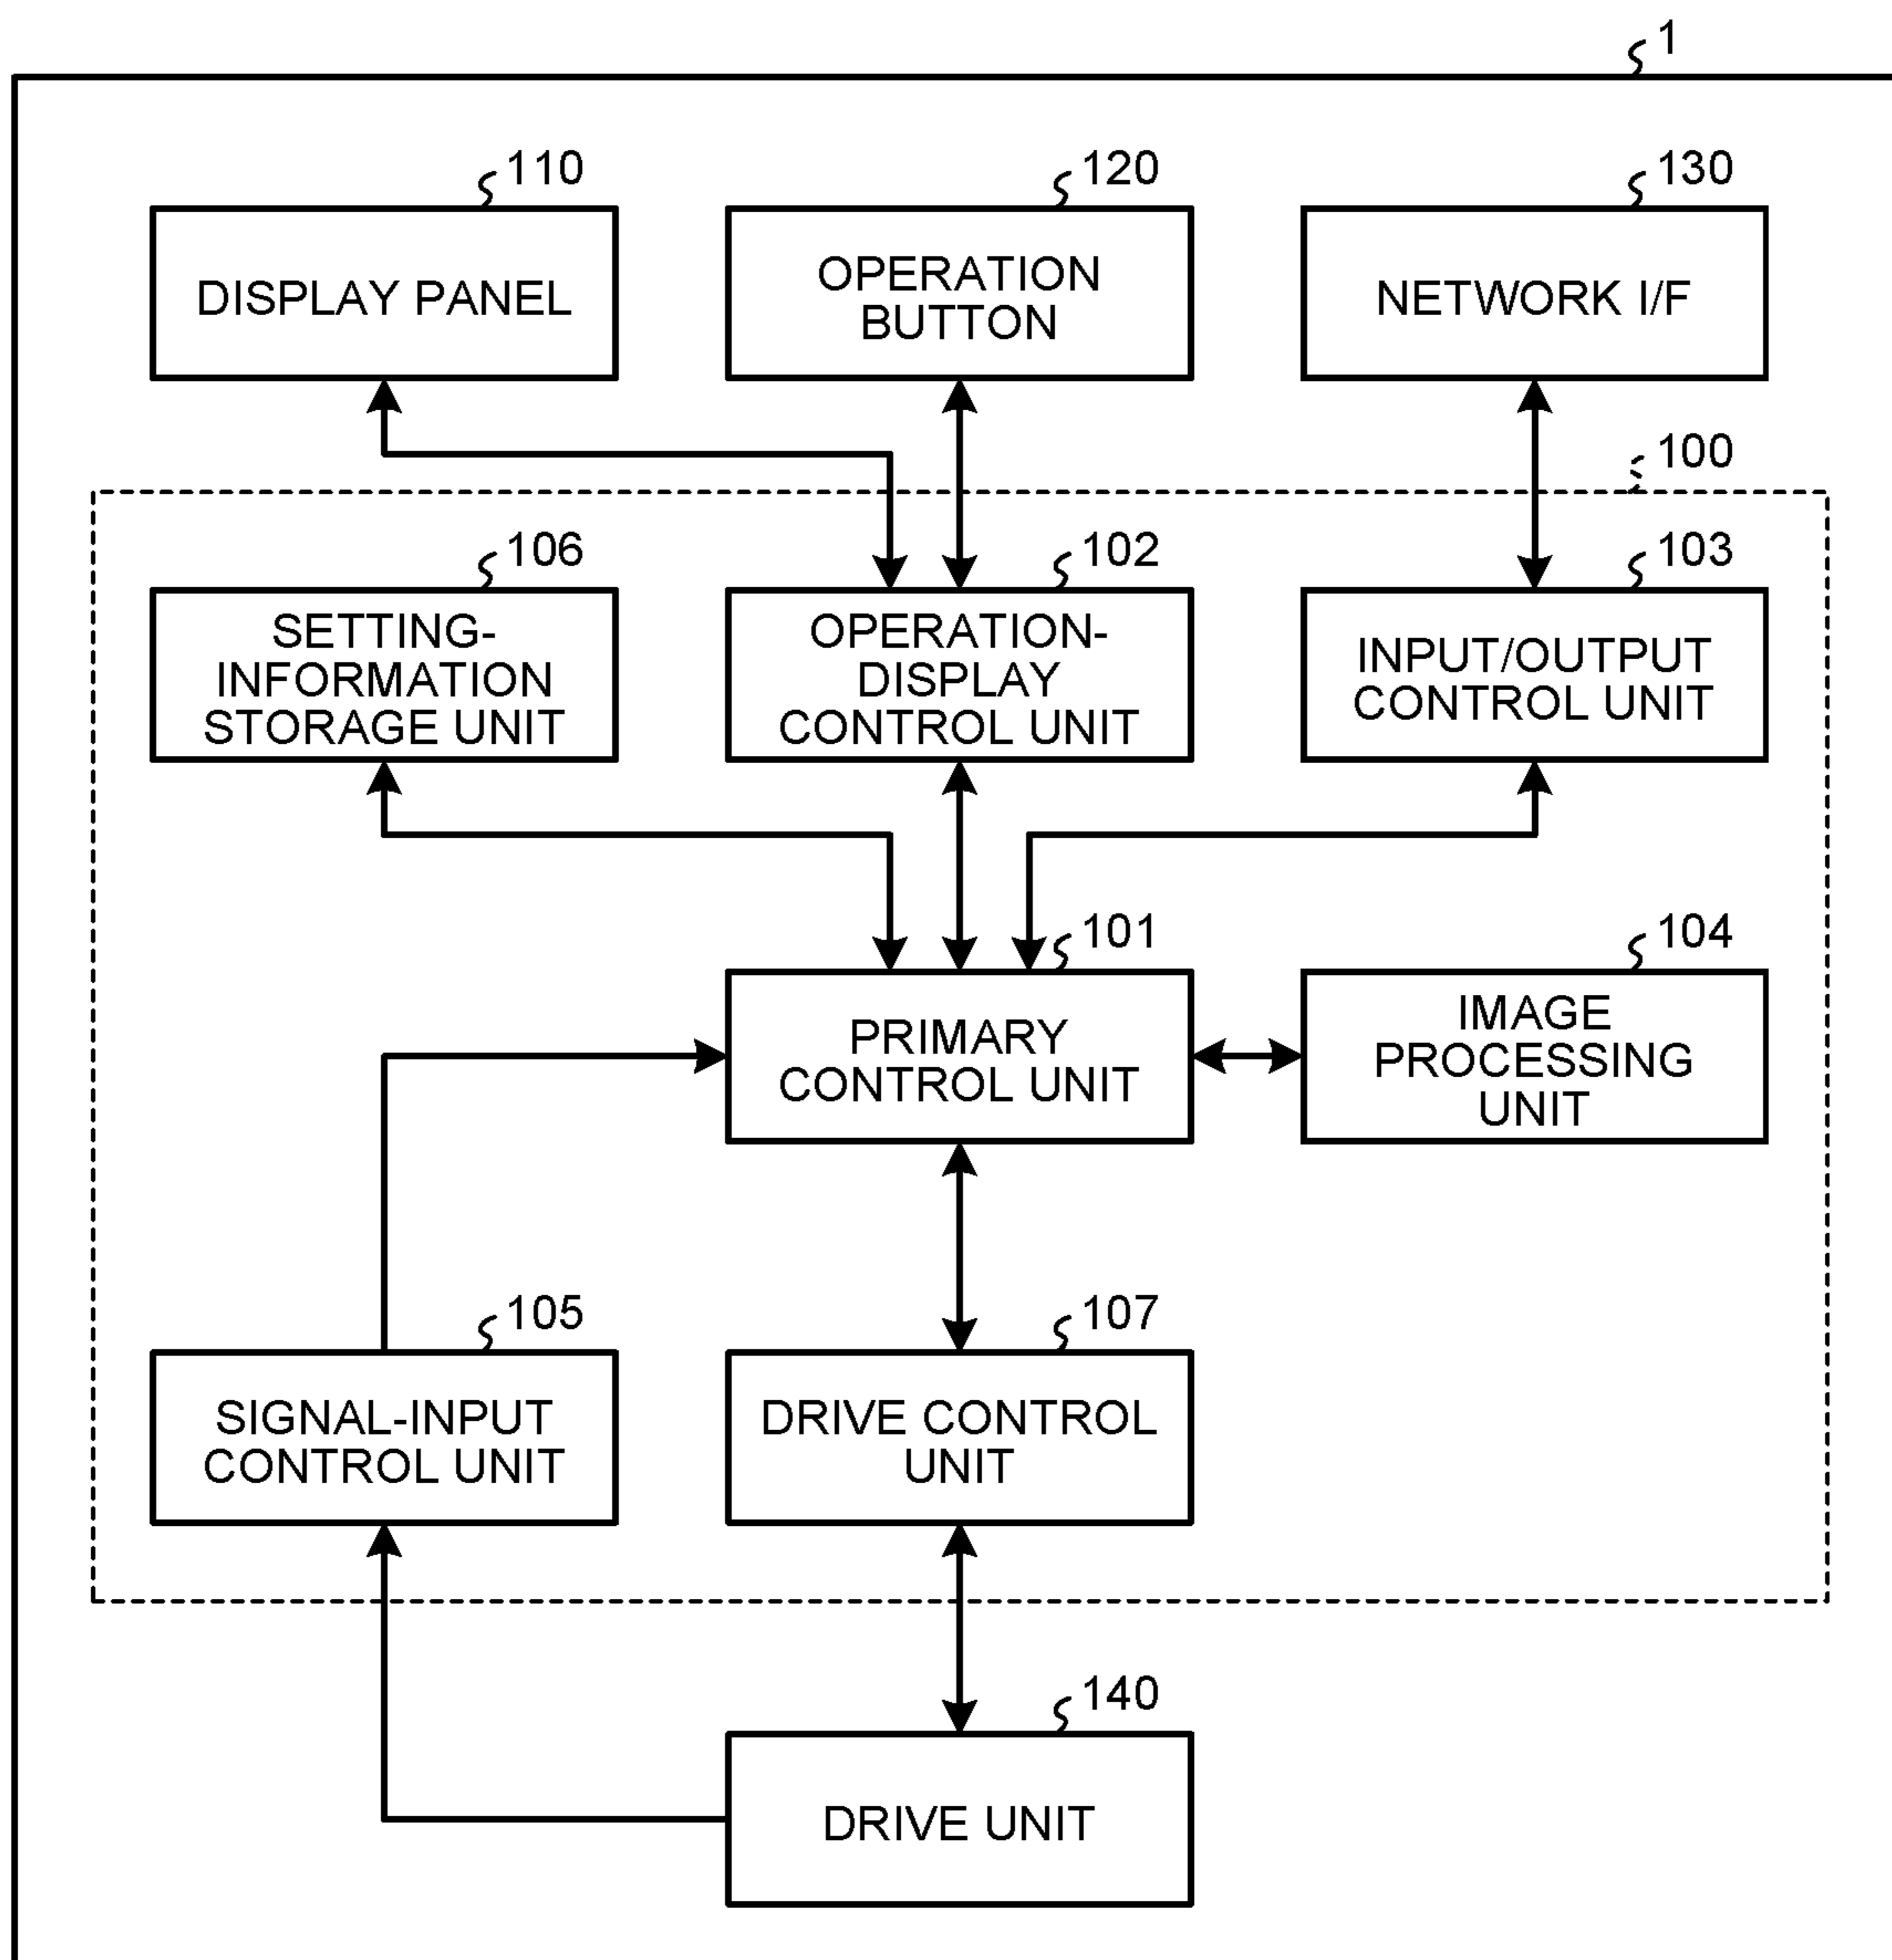 1
110
120
130
DISPLAY PANEL
OPERATION
BUTTON
NETWORK I/F
100
106
102
103
SETTING-
INFORMATION
STORAGE UNIT
OPERATION-
DISPLAY
CONTROL UNIT
INPUT/OUTPUT
CONTROL UNIT
101
104
PRIMARY
CONTROL UNIT
IMAGE
PROCESSING
UNIT
105
107
SIGNAL-INPUT
CONTROL UNIT
DRIVE CONTROL
UNIT
140
DRIVE UNIT